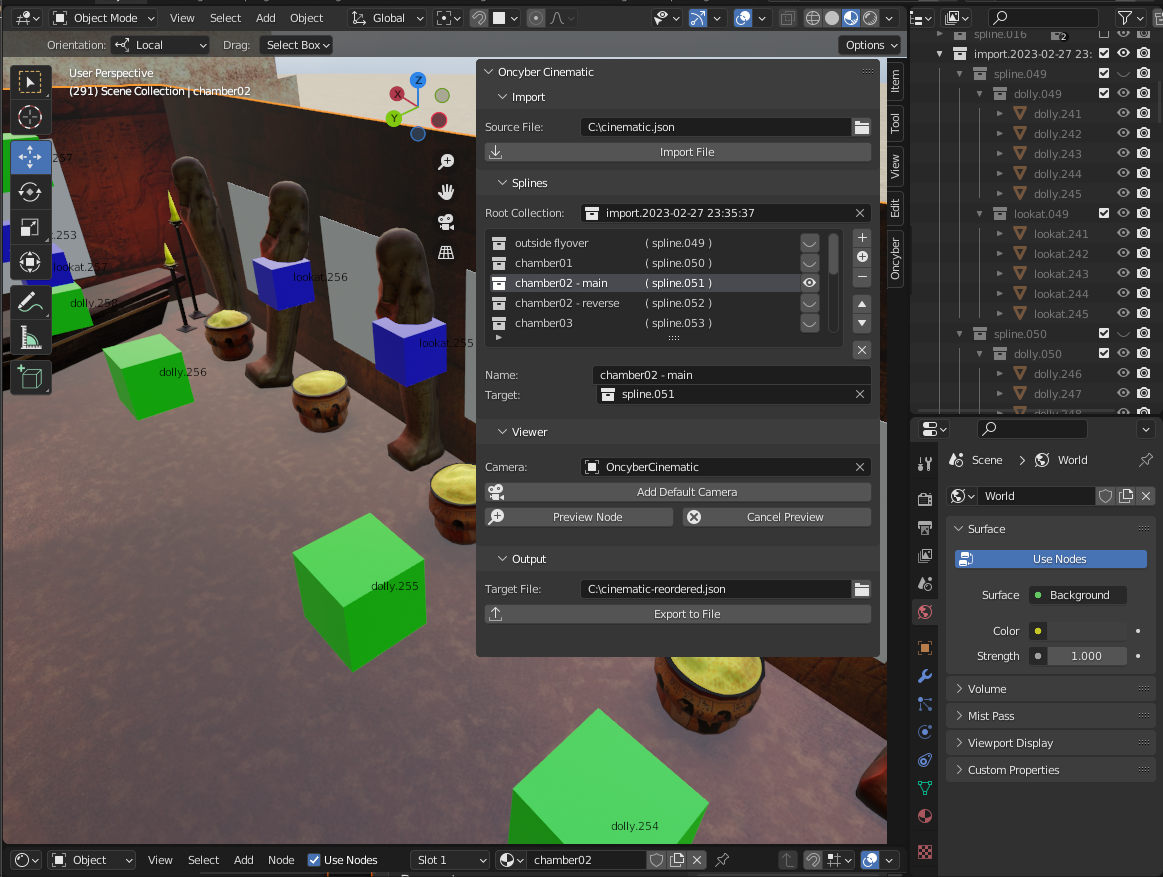 Object Mode
View
Select
Add
Object
Global
Orientation:
Local
Drag:
Select Box
Options
User Perspective
(291) Scene Collection | chamber02
Z
X
Y
.257
.253
lookat.257
dolly.258
lookat.256
lookat.255
dolly.256
dolly.255
dolly.254
Oncyber Cinematic
Import
Source File:
C:\cinematic.json
Import File
Splines
Root Collection:
import.2023-02-27 23:35:37
outside flyover ( spline.049 )
chamber01 ( spline.050 )
chamber02 - main ( spline.051 )
chamber02 - reverse ( spline.052 )
chamber03 ( spline.053 )
Name:
chamber02 - main
Target:
spline.051
Viewer
Camera:
OncyberCinematic
Add Default Camera
Preview Node
Cancel Preview
Output
Target File:
C:\cinematic-reordered.json
Export to File
Item
Tool
View
Edit
Oncyber
spline.016
2
import.2023-02-27 23:
spline.049
dolly.049
dolly.241
dolly.242
dolly.243
dolly.244
dolly.245
lookat.049
lookat.241
lookat.242
lookat.243
lookat.244
lookat.245
spline.050
dolly.050
dolly.246
dolly.247
dolly.248
Scene
World
World
Surface
Use Nodes
Surface
Background
Color
Strength
1.000
Volume
Mist Pass
Viewport Display
Custom Properties
Object
View
Select
Add
Node
Use Nodes
Slot 1
chamber02